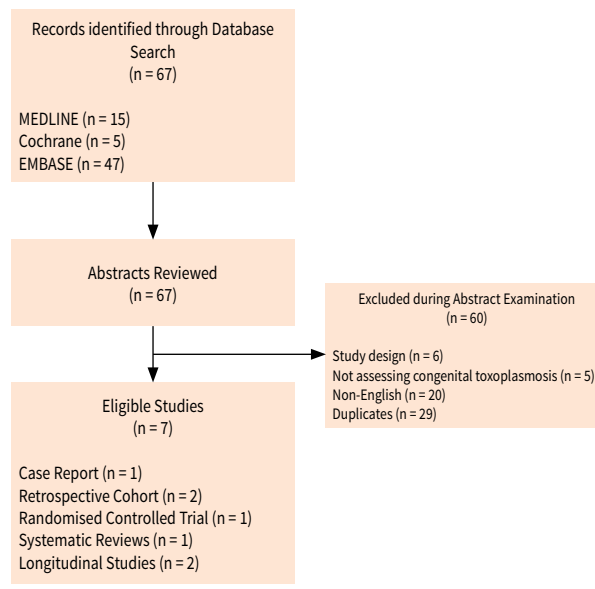 Records identified through Database
Search
(n = 67)
MEDLINE (n = 15)
Cochrane (n = 5)
EMBASE (n = 47)
Abstracts Reviewed
(n = 67)
Excluded during Abstract Examination
(n = 60)
Study design (n = 6)
Not assessing congenital toxoplasmosis (n = 5)
Non-English (n = 20)
Duplicates (n = 29)
Eligible Studies
(n = 7)
Case Report (n = 1)
Retrospective Cohort (n = 2)
Randomised Controlled Trial (n = 1)
Systematic Reviews (n = 1)
Longitudinal Studies (n = 2)